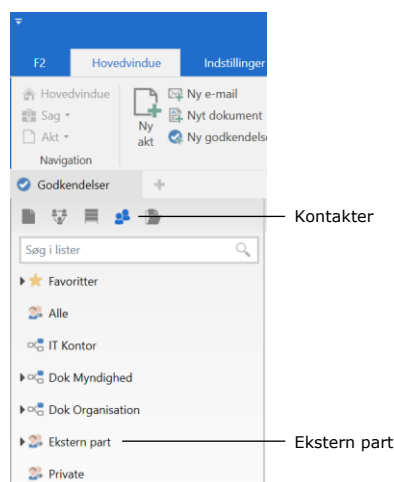 F2 Hovedvindue Indstillinger
Hovedvindue
Sag
Akt
Navigation
Ny
akt
Ny e-mail
Nyt dokument
Ny godkendels
Godkendelser +
Kontakter
Søg i lister
Favoritter
Alle
IT Kontor
Dok Myndighed
Dok Organisation
Ekstern part Ekstern part
Private